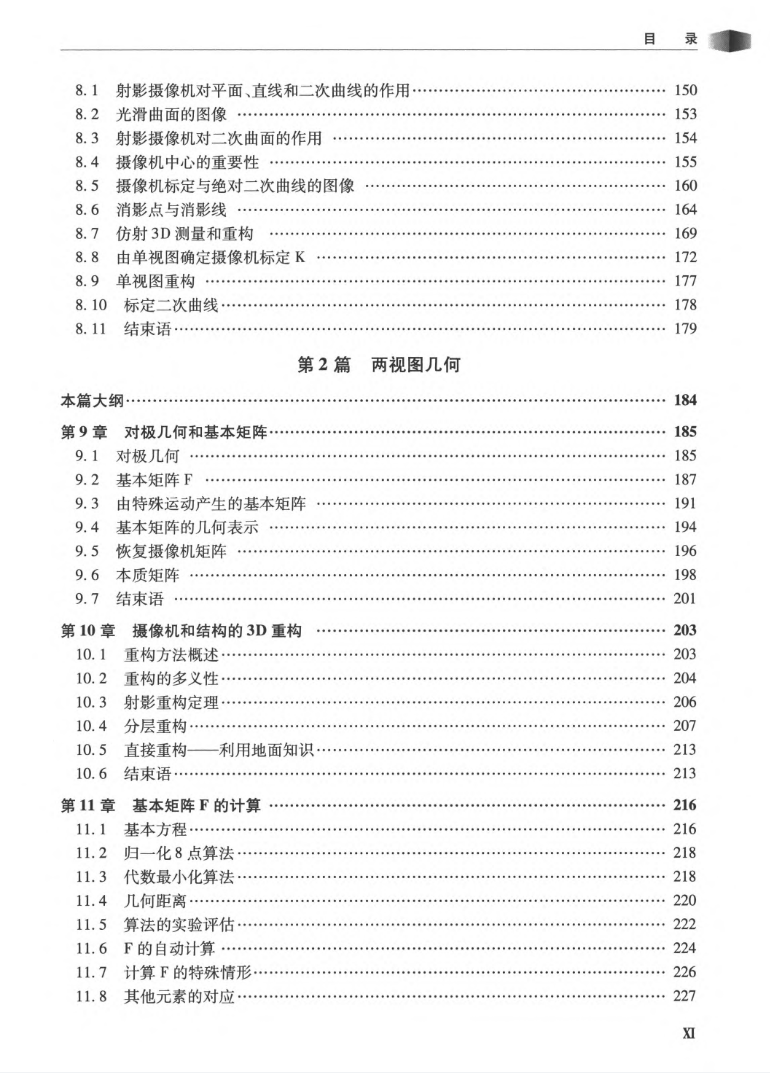 目 录
8.1 射影摄像机对平面、直线和二次曲线的作用 …… 150
8.2 光滑曲面的图像 …… 153
8.3 射影摄像机对二次曲面的作用 …… 154
8.4 摄像机中心的重要性 …… 155
8.5 摄像机标定与绝对二次曲线的图像 …… 160
8.6 消影点与消影线 …… 164
8.7 仿射3D测量和重构 …… 169
8.8 由单视图确定摄像机标定K …… 172
8.9 单视图重构 …… 177
8.10 标定二次曲线 …… 178
8.11 结束语 …… 179
第2篇 两视图几何
本篇大纲 …… 184
第9章 对极几何和基本矩阵 …… 185
9.1 对极几何 …… 185
9.2 基本矩阵F …… 187
9.3 由特殊运动产生的基本矩阵 …… 191
9.4 基本矩阵的几何表示 …… 194
9.5 恢复摄像机矩阵 …… 196
9.6 本质矩阵 …… 198
9.7 结束语 …… 201
第10章 摄像机和结构的3D重构 …… 203
10.1 重构方法概述 …… 203
10.2 重构的多义性 …… 204
10.3 射影重构定理 …… 206
10.4 分层重构 …… 207
10.5 直接重构——利用地面知识 …… 213
10.6 结束语 …… 213
第11章 基本矩阵F的计算 …… 216
11.1 基本方程 …… 216
11.2 归一化8点算法 …… 218
11.3 代数最小化算法 …… 218
11.4 几何距离 …… 220
11.5 算法的实验评估 …… 222
11.6 F的自动计算 …… 224
11.7 计算F的特殊情形 …… 226
11.8 其他元素的对应 …… 227
XI